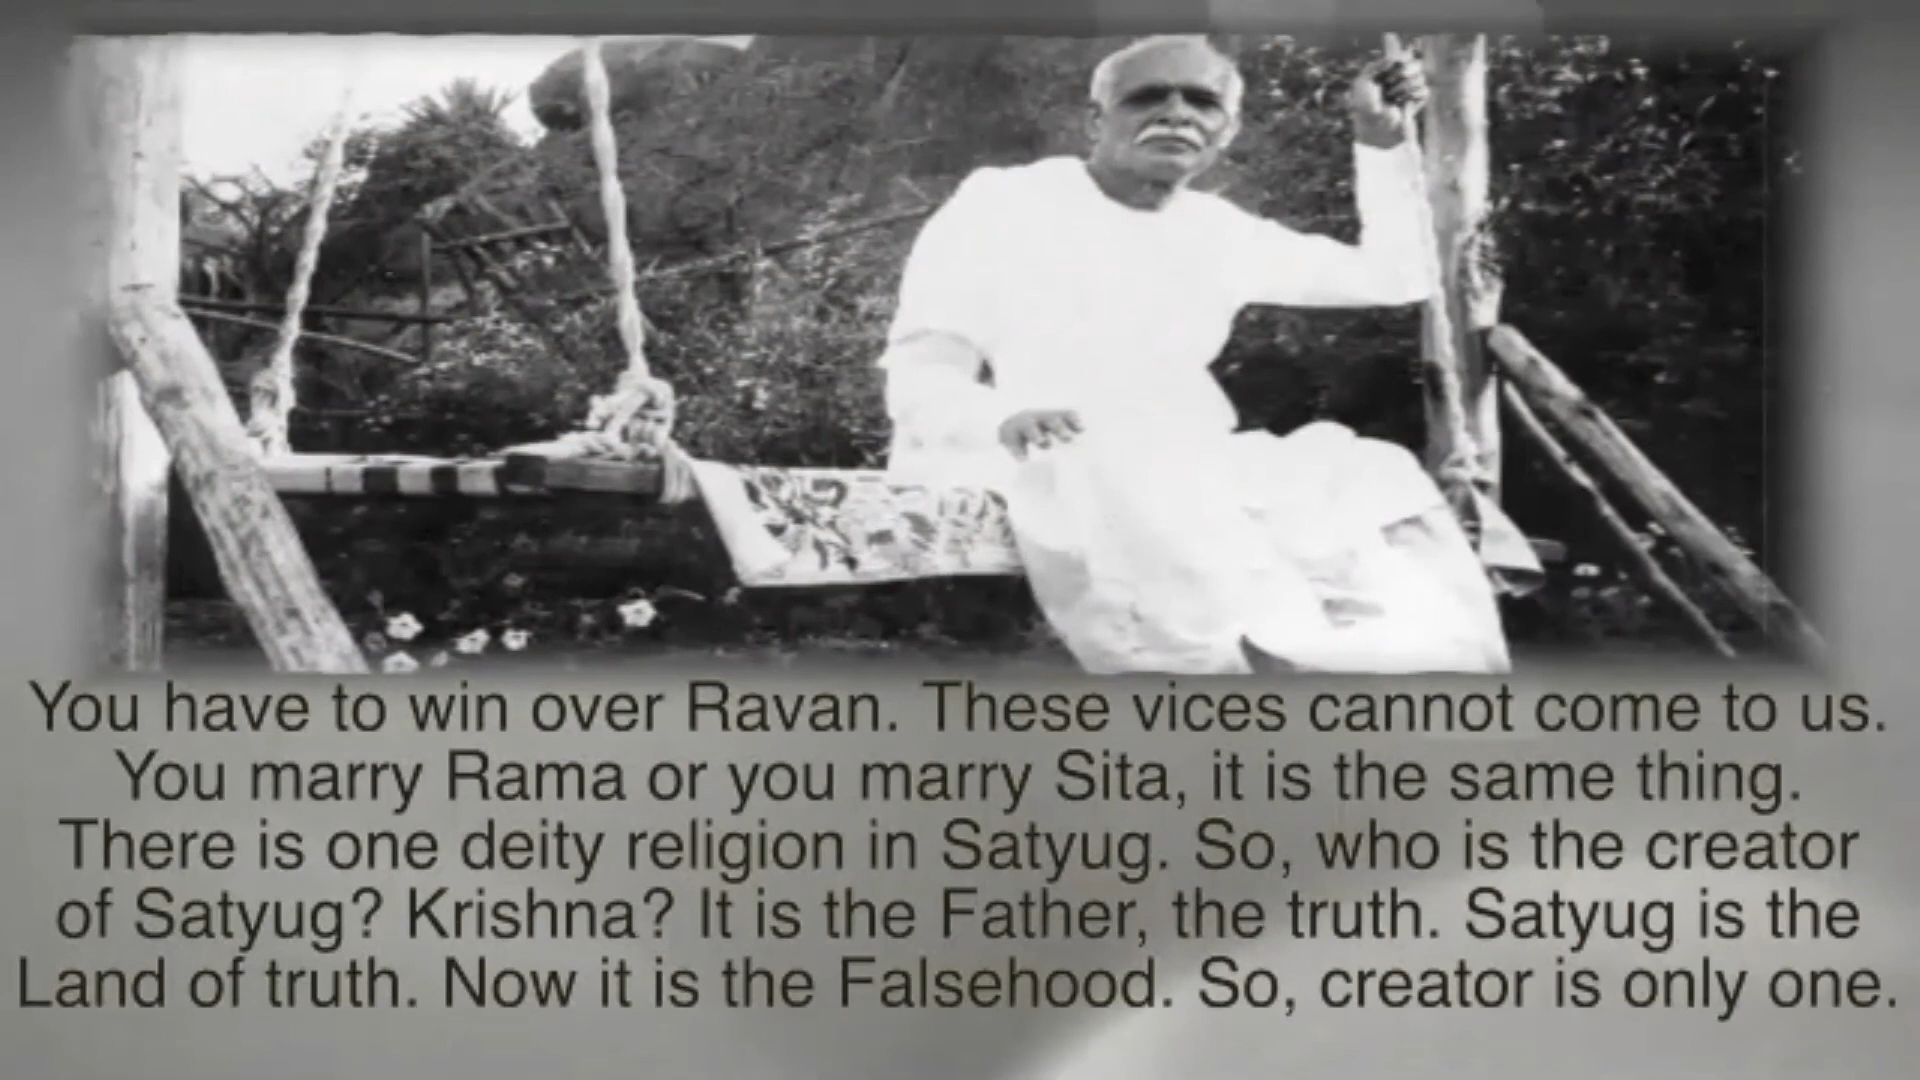 You have to win over Ravan. These vices cannot come to us.
You marry Rama or you marry Sita, it is the same thing.
There is one deity religion in Satyug. So, who is the creator
of Satyug? Krishna? It is the Father, the truth. Satyug is the
Land of truth. Now it is the Falsehood. So, creator is only one.